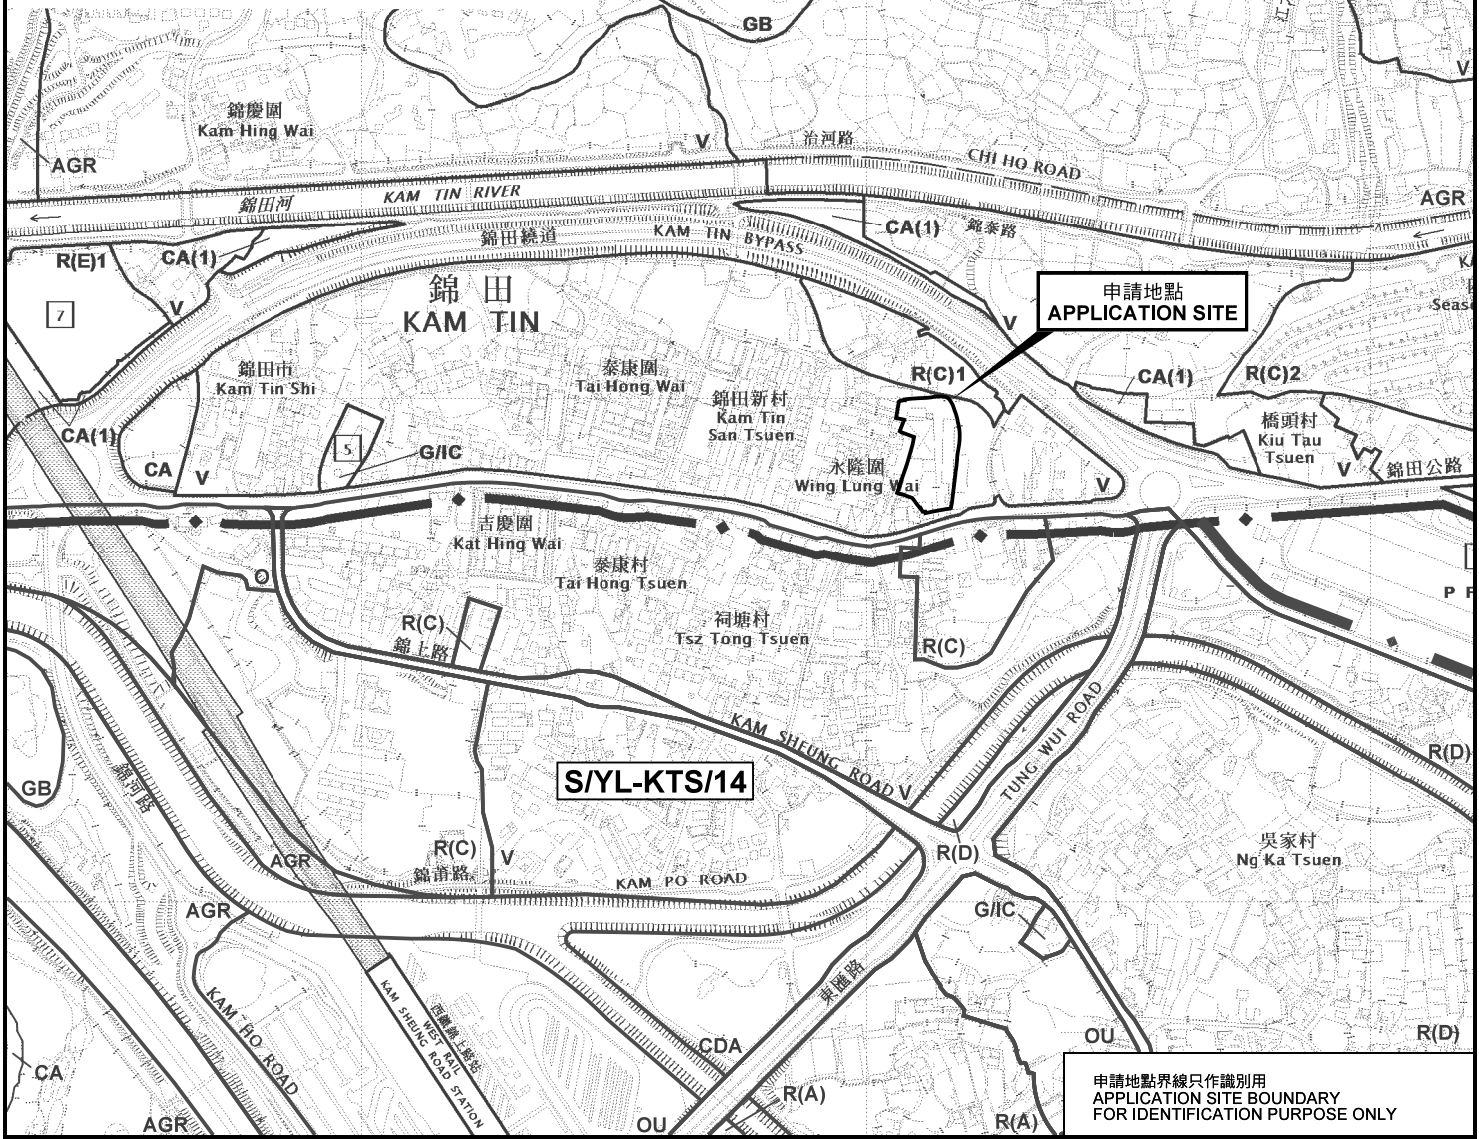 GB
V
錦慶圍
Kam Hing Wai
AGR
V
治河路
CHI HO ROAD
AGR
錦田河
KAM TIN RIVER
錦田繞道
KAM TIN BYPASS
CA(1)
錦泰路
R(E)1
CA(1)
V
7
錦田
KAM TIN
申請地點
APPLICATION SITE
V
Seas
錦田市
Kam Tin Shi
泰康圍
Tai Hong Wai
錦田新村
Kam Tin
San Tsuen
R(C)1
CA(1)
R(C)2
橋頭村
Kiu Tau
Tsuen
V
錦田公路
CA(1)
CA
V
5
G/IC
永隆圍
Wing Lung Wai
V
吉慶圍
Kat Hing Wai
泰康村
Tai Hong Tsuen
O
R(C)
錦上路
祠塘村
Tsz Tong Tsuen
R(C)
P F
KAM SHEUNG ROAD
V
TUNG WUI ROAD
R(D)
S/YL-KTS/14
GB
錦河路
R(C)
錦莆路
V
AGR
KAM PO ROAD
R(D)
吳家村
Ng Ka Tsuen
AGR
G/IC
KAM HO ROAD
西鐵錦上路站
WEST RAIL
KAM SHEUNG ROAD STATION
東匯路
CDA
OU
R(D)
CA
AGR
OU
R(A)
R(A)
申請地點界線只作識別用
APPLICATION SITE BOUNDARY
FOR IDENTIFICATION PURPOSE ONLY